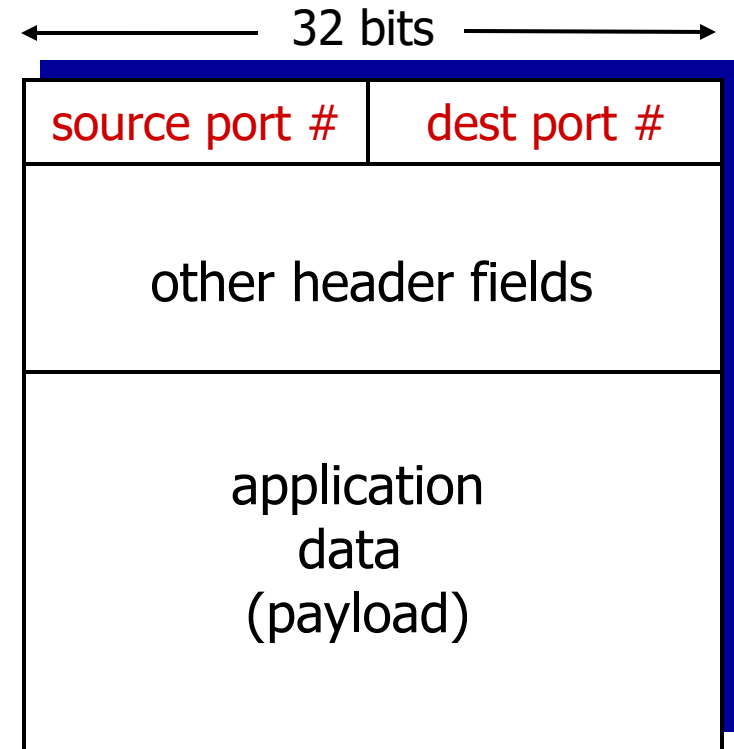 32 bits
source port # dest port #
other header fields
application
data
(payload)